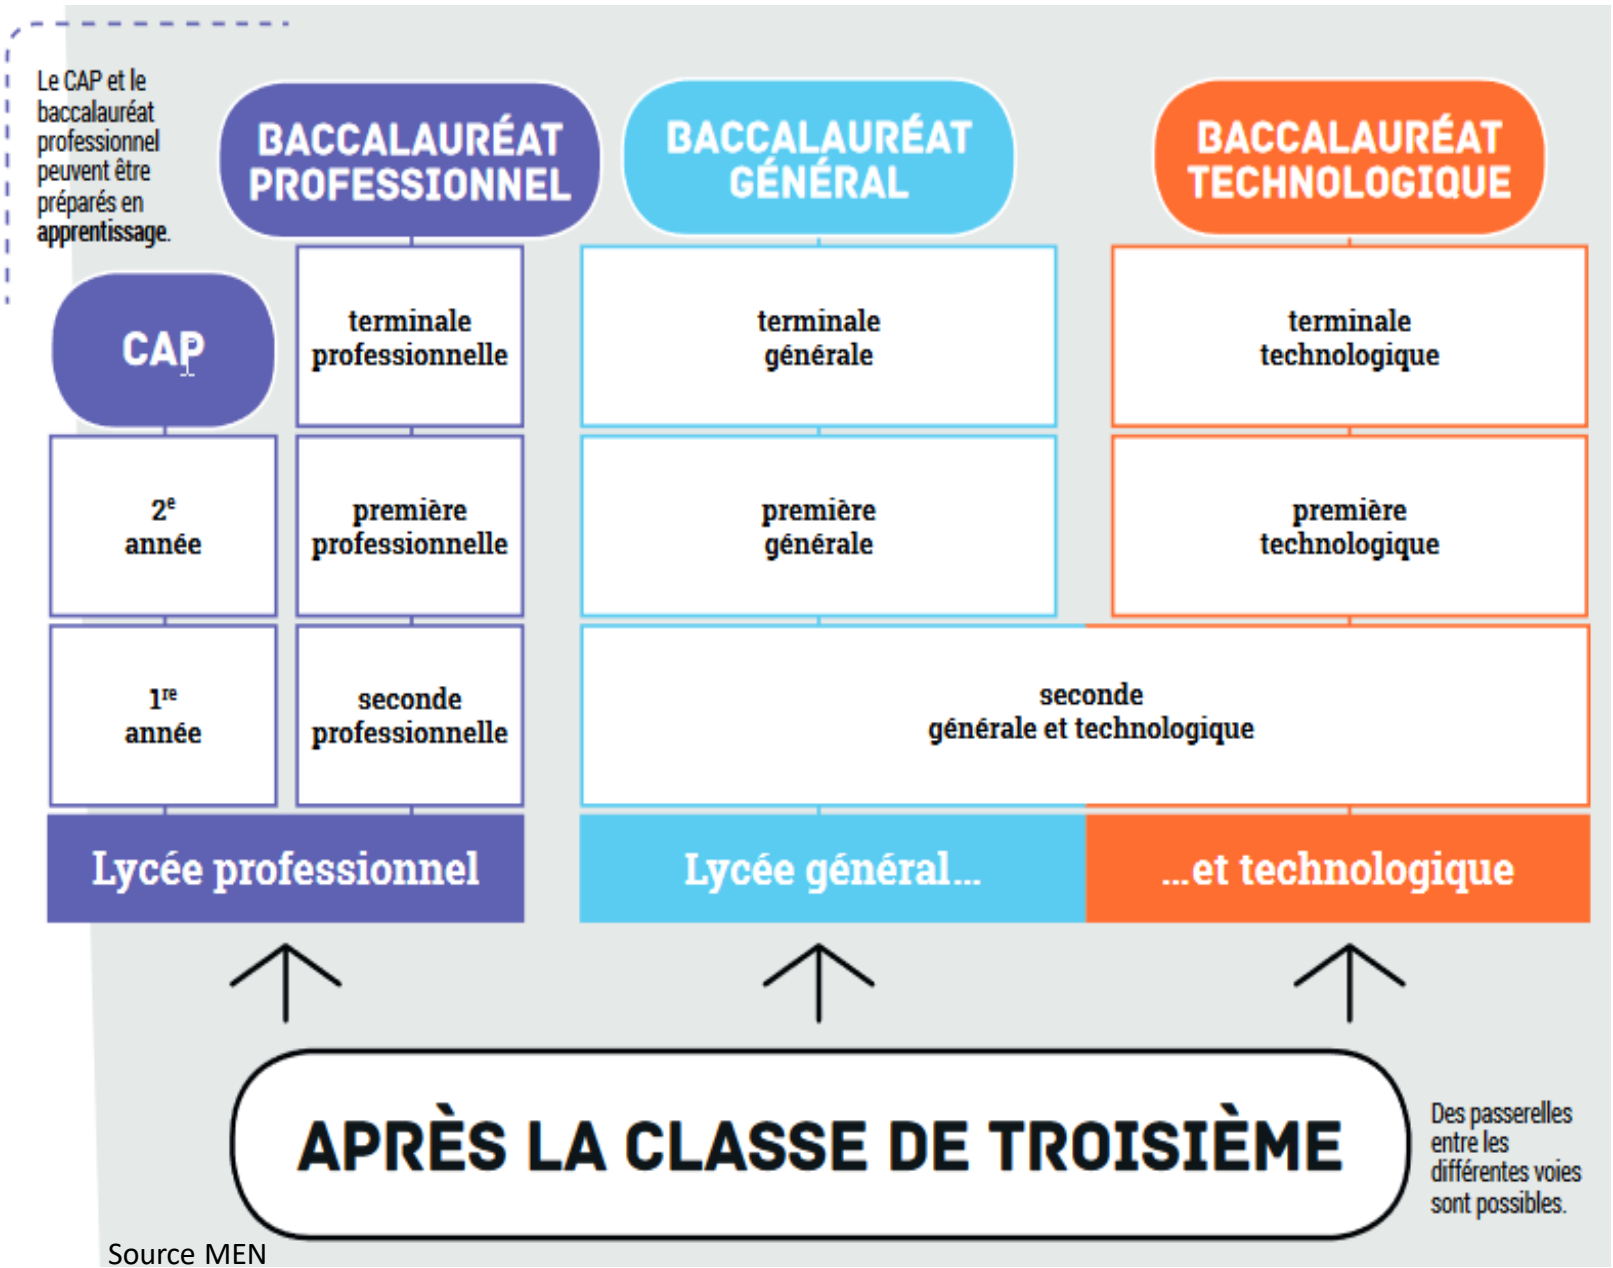 Le CAP et le
baccalauréat
professionnel
peuvent être
préparés en
apprentissage.
BACCALAURÉAT
PROFESSIONNEL
BACCALAURÉAT
GÉNÉRAL
BACCALAURÉAT
TECHNOLOGIQUE
CAP
terminale
professionnelle
terminale
générale
terminale
technologique
2e
année
première
professionnelle
première
générale
première
technologique
1re
année
seconde
professionnelle
seconde
générale et technologique
Lycée professionnel
Lycée général...
...et technologique
APRÈS LA CLASSE DE TROISIÈME
Des passerelles
entre les
différentes voies
sont possibles.
Source MEN